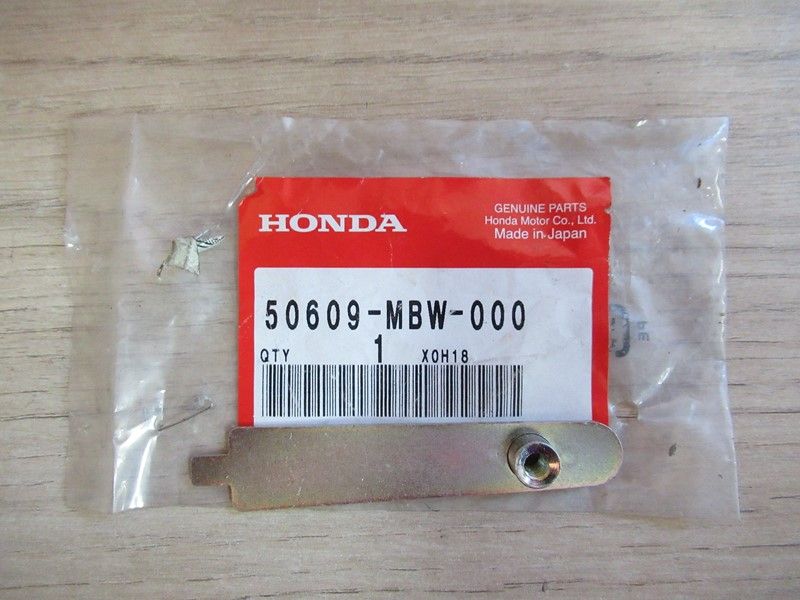 HONDA
GENUINE PARTS
Honda Motor Co., Ltd.
Made in Japan
50609-MBW-000
QTY 1 X0H18